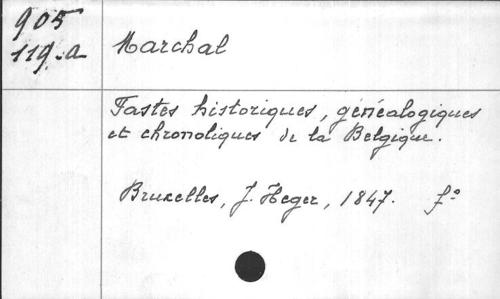 905
119.a
Marchal
Fastes historiques, généalogiques
et chronoliques de la Belgique.
Bruxelles, J. Heger, 1847. f°